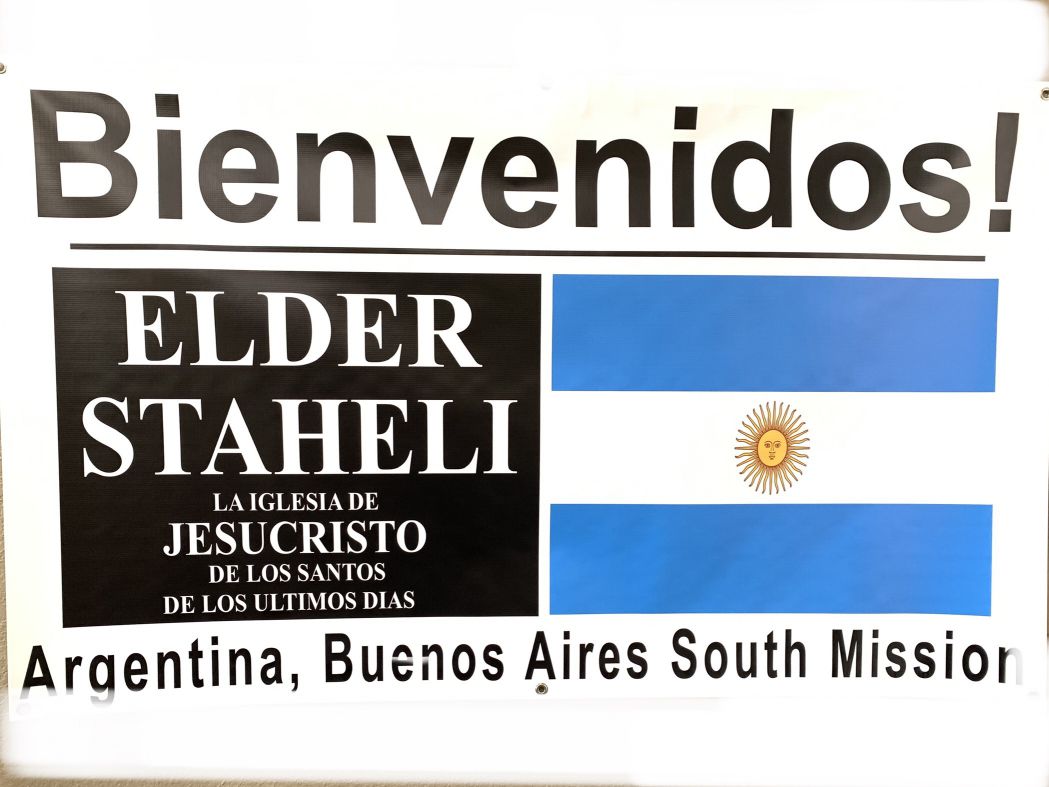 Bienvenidos!
ELDER
STAHELI
LA IGLESIA DE
JESUCRISTO
DE LOS SANTOS
DE LOS ULTIMOS DIAS
Argentina, Buenos Aires South Mission